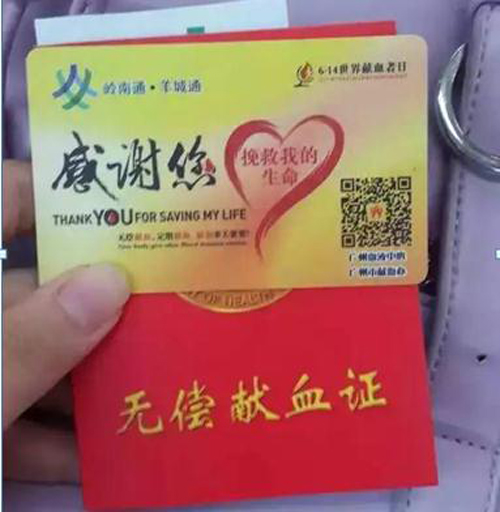 岭南通·羊城通
6·14世界献血者日
感谢您
挽救我的
生命
THANK YOU FOR SAVING MY LIFE
广州血液中心
广州市献血办
OF HEALTH
无偿献血证